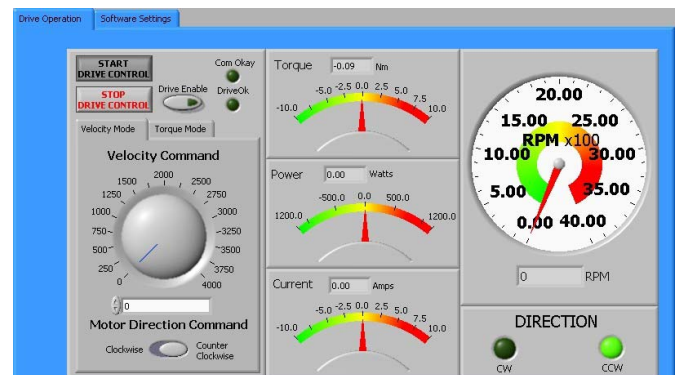 Drive Operation
Software Settings
START
DRIVE CONTROL
Com Okay
STOP
DRIVE CONTROL
Drive Enable
DriveOk
Velocity Mode
Torque Mode
Velocity Command
0
250
500
750
1000
1250
1500
2000
2500
2750
3000
3250
3500
3750
4000
0
Motor Direction Command
Clockwise
Counter
Clockwise
Torque
-0.09
Nm
-10.0
-5.0
-2.5
0.0
2.5
5.0
7.5
10.0
Power
0.00
Watts
1200.0
-500.0
0.0
500.0
1200.0
Current
0.00
Amps
-10.0
-5.0
-2.5
0.0
2.5
5.0
7.5
10.0
20.00
15.00
25.00
RPM x100
10.00
30.00
5.00
35.00
0.00
40.00
0
RPM
DIRECTION
CW
CCW